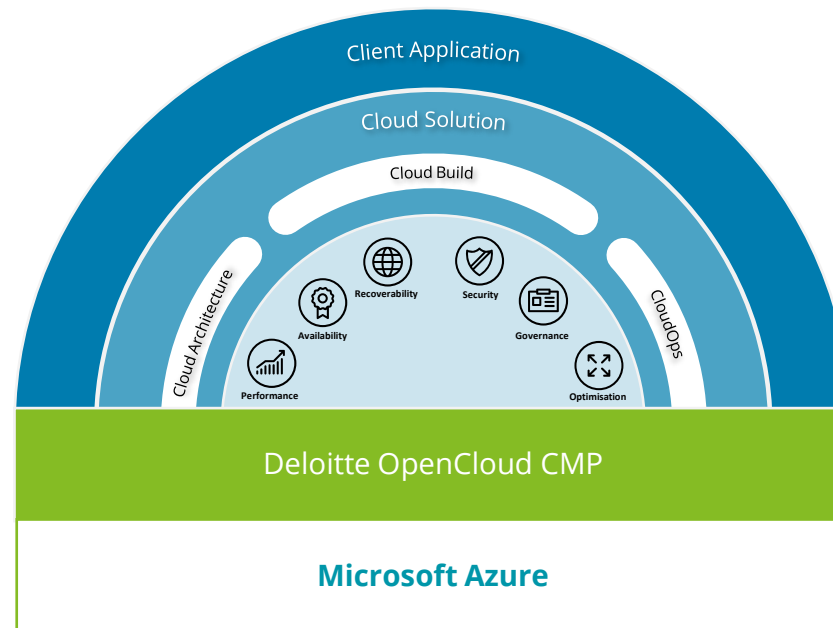 Client Application
Cloud Solution
Cloud Build
Cloud Architecture
CloudOps
Recoverability
Security
Availability
Governance
Performance
Optimisation
Deloitte OpenCloud CMP
Microsoft Azure